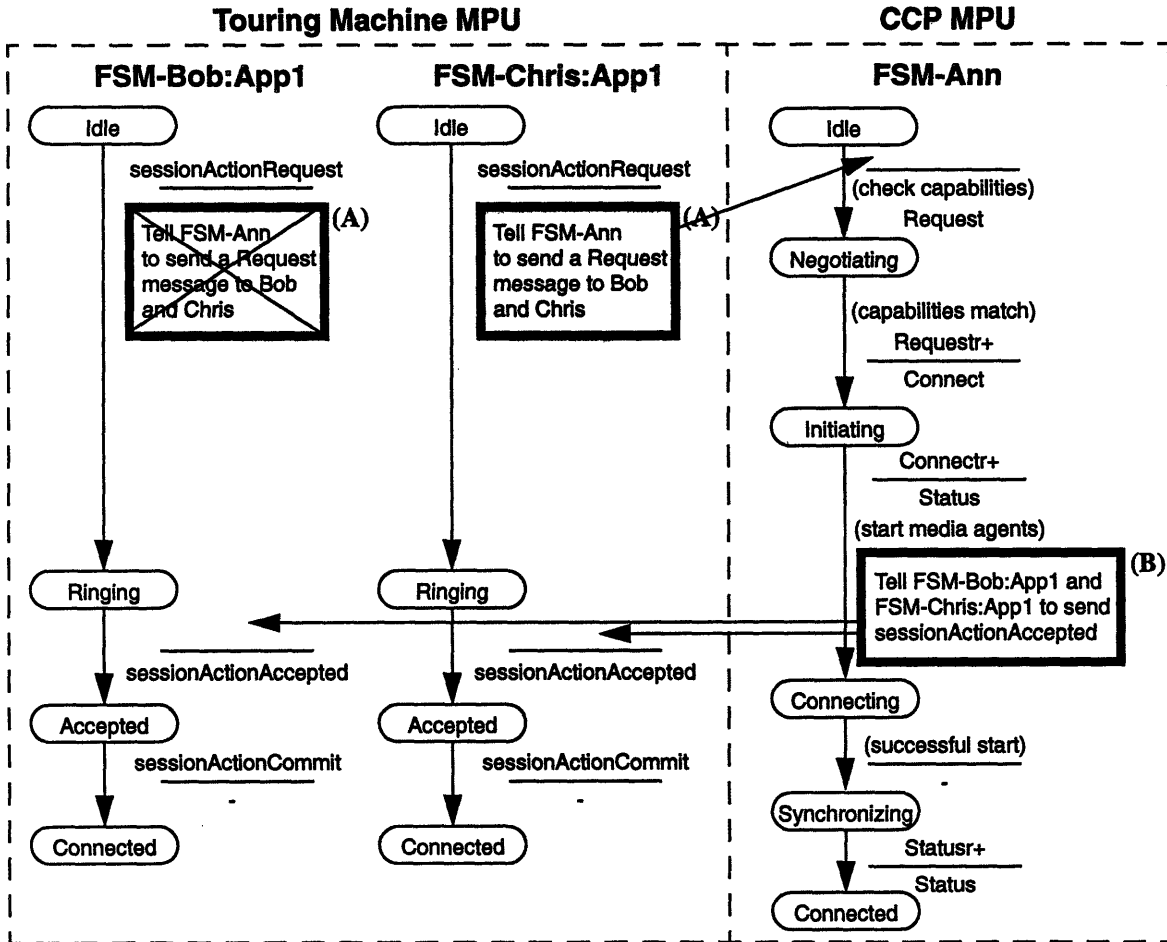 Touring Machine MPU
CCP MPU
FSM-Bob:App1
FSM-Chris:App1
FSM-Ann
Idle
sessionActionRequest
(A)
Tell FSM-Ann
to send a Request
message to Bob
and Chris
Ringing
sessionActionAccepted
Accepted
sessionActionCommit
-
Connected
Idle
sessionActionRequest
(A)
Tell FSM-Ann
to send a Request
message to Bob
and Chris
Ringing
sessionActionAccepted
Accepted
sessionActionCommit
-
Connected
Idle
(check capabilities)
Request
Negotiating
(capabilities match)
Requestr+
Connect
Initiating
Connectr+
Status
(start media agents)
(B)
Tell FSM-Bob:App1 and
FSM-Chris:App1 to send
sessionActionAccepted
Connecting
(successful start)
-
Synchronizing
Statusr+
Status
Connected